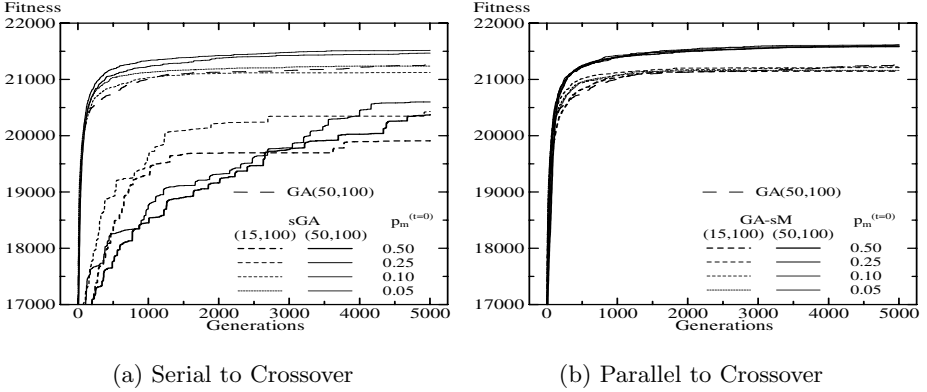 Fitness
22000
21000
20000
19000
18000
17000
0 1000 2000 3000 4000 5000
Generations
GA(50,100)
sGA p_m^(t=0)
(15,100) (50,100)
0.50
0.25
0.10
0.05
(a) Serial to Crossover
Fitness
22000
21000
20000
19000
18000
17000
0 1000 2000 3000 4000 5000
Generations
GA(50,100)
GA-sM p_m^(t=0)
(15,100) (50,100)
0.50
0.25
0.10
0.05
(b) Parallel to Crossover